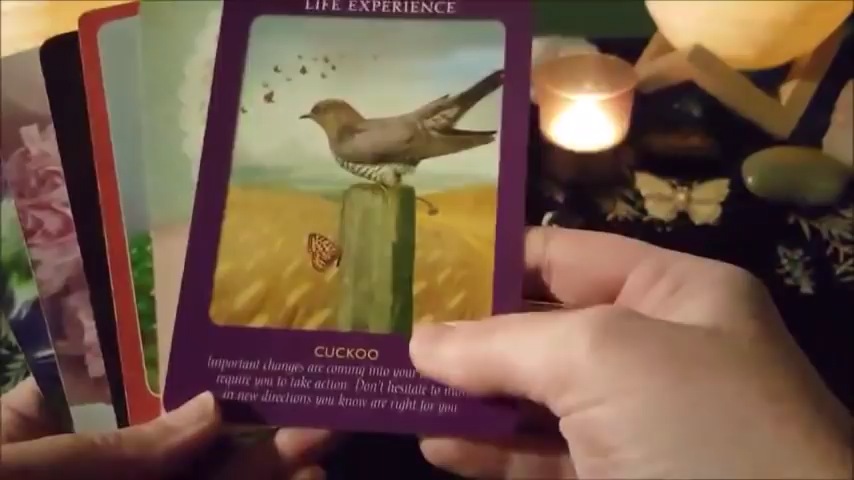 LIFE EXPERIENCE
CUCKOO
Important changes are coming into your
require you to take action. Don't hesitate to
in new directions you know are right for you